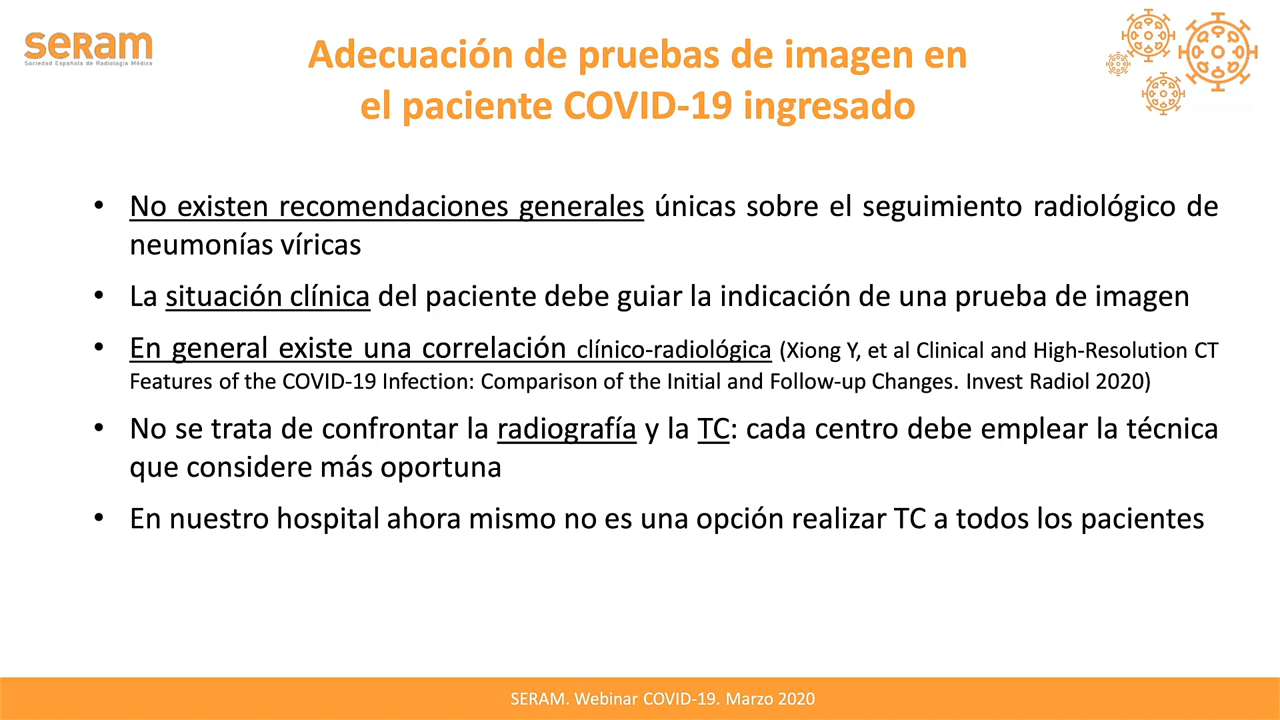 seram
Sociedad Española de Radiología Médica
Adecuación de pruebas de imagen en
el paciente COVID-19 ingresado
• No existen recomendaciones generales únicas sobre el seguimiento radiológico de
neumonías víricas
• La situación clínica del paciente debe guiar la indicación de una prueba de imagen
• En general existe una correlación clínico-radiológica (Xiong Y, et al Clinical and High-Resolution CT
Features of the COVID-19 Infection: Comparison of the Initial and Follow-up Changes. Invest Radiol 2020)
• No se trata de confrontar la radiografía y la TC: cada centro debe emplear la técnica
que considere más oportuna
• En nuestro hospital ahora mismo no es una opción realizar TC a todos los pacientes
SERAM. Webinar COVID-19. Marzo 2020